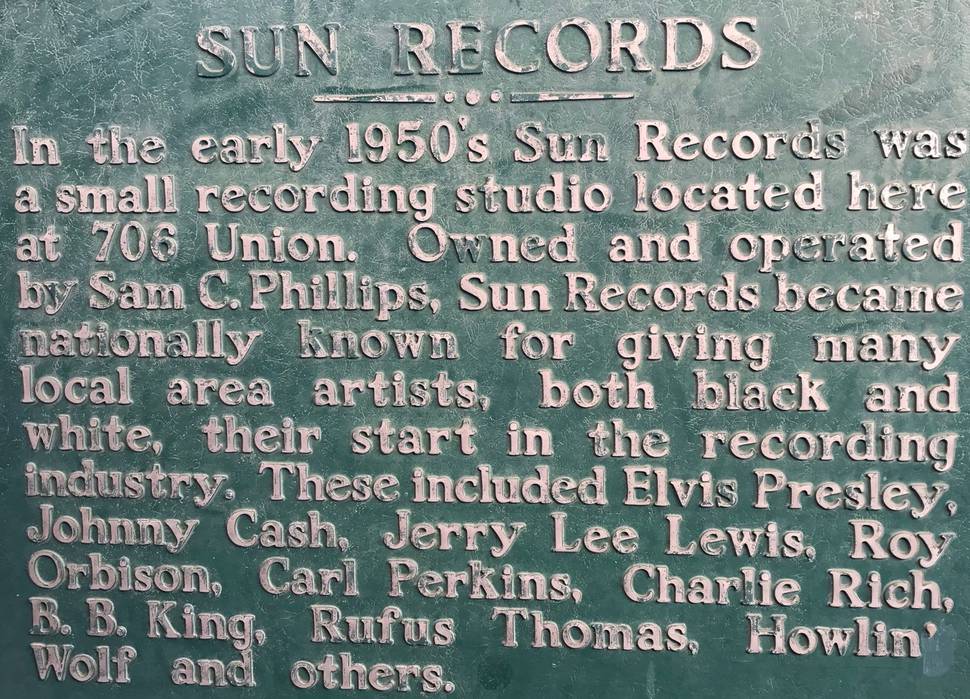 SUN RECORDS
In the early 1950's Sun Records was
a small recording studio located here
at 706 Union. Owned and operated
by Sam C. Phillips, Sun Records became
nationally known for giving many
local area artists, both black and
white, their start in the recording
industry. These included Elvis Presley,
Johnny Cash, Jerry Lee Lewis, Roy
Orbison, Carl Perkins, Charlie Rich,
B. B. King, Rufus Thomas, Howlin'
Wolf and others.